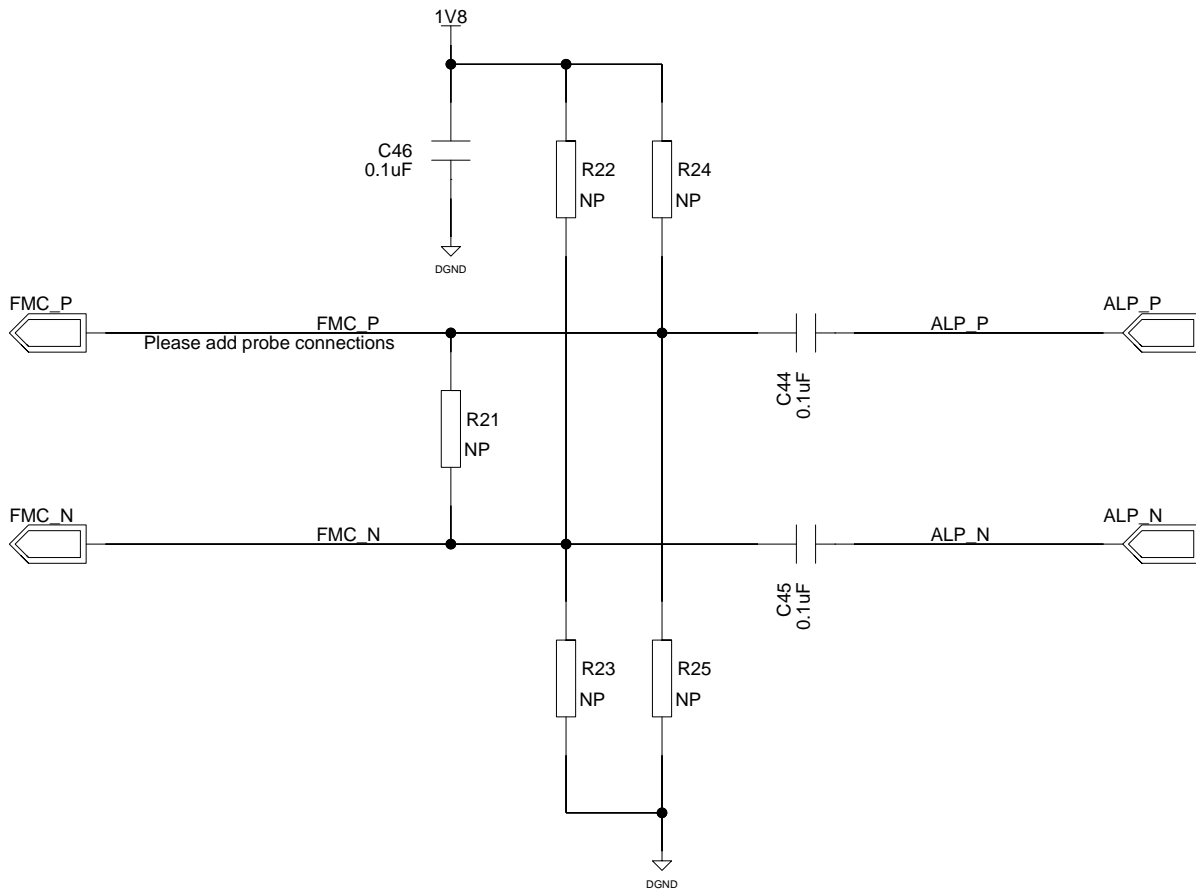 1V8
C46
0.1uF
R22
NP
R24
NP
DGND
FMC_P
FMC_P
Please add probe connections
ALP_P
ALP_P
C44
0.1uF
R21
NP
FMC_N
FMC_N
ALP_N
ALP_N
C45
0.1uF
R23
NP
R25
NP
DGND